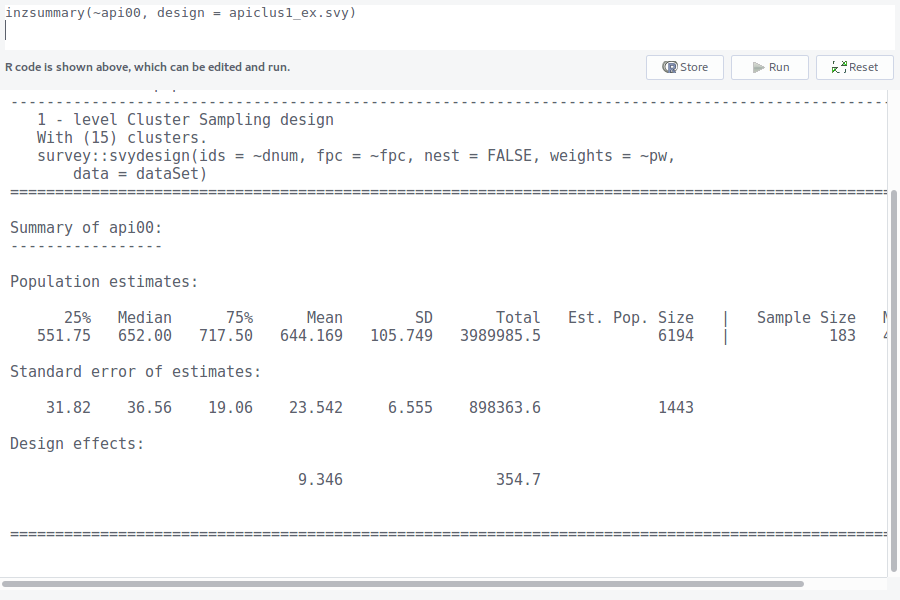 inzsummary(~api00, design = apiclus1_ex.svy)
R code is shown above, which can be edited and run.
Store
Run
Reset
--------------------------------------------------------------------------------------------------
1 - level Cluster Sampling design
With (15) clusters.
survey::svydesign(ids = ~dnum, fpc = ~fpc, nest = FALSE, weights = ~pw,
data = dataSet)
==================================================================================================
Summary of api00:
-----------------
Population estimates:
25% Median 75% Mean SD Total Est. Pop. Size | Sample Size
551.75 652.00 717.50 644.169 105.749 3989985.5 6194 | 183
Standard error of estimates:
31.82 36.56 19.06 23.542 6.555 898363.6 1443
Design effects:
9.346 354.7
==================================================================================================